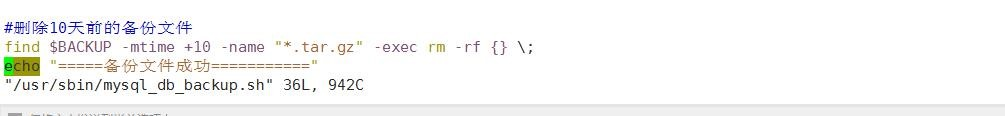 #删除10天前的备份文件
find $BACKUP -mtime +10 -name "*.tar.gz" -exec rm -rf {} \;
echo "=====备份文件成功==========="
"/usr/sbin/mysql_db_backup.sh" 36L, 942C